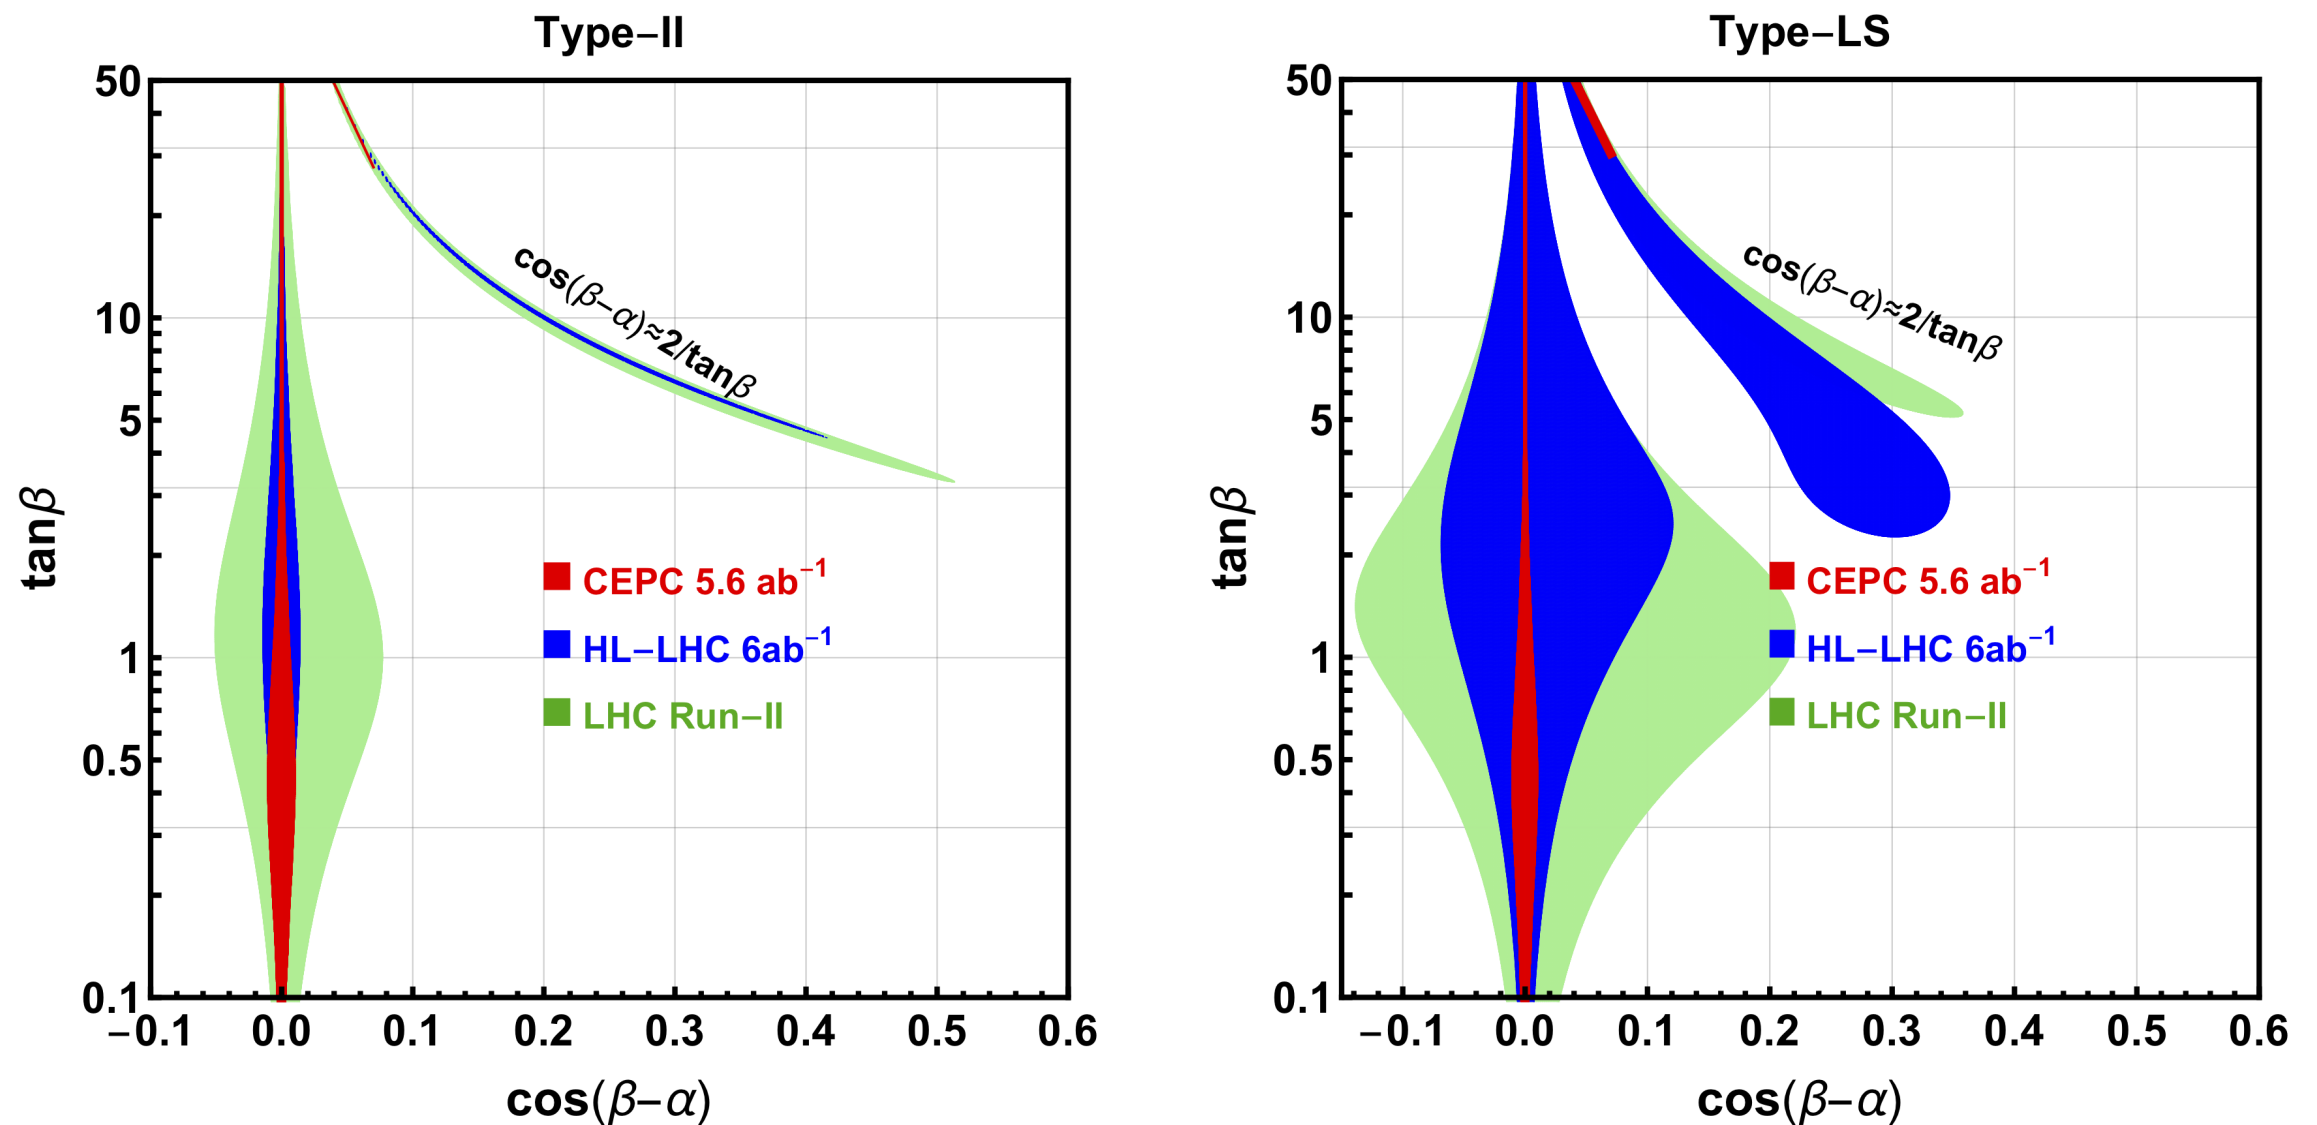 Type–II
50
10
5
1
0.5
0.1
tanβ
cos(β–α)≈2/tanβ
CEPC 5.6 ab⁻¹
HL–LHC 6ab⁻¹
LHC Run–II
–0.1 0.0 0.1 0.2 0.3 0.4 0.5 0.6
cos(β–α)
Type–LS
50
10
5
1
0.5
0.1
tanβ
cos(β–α)≈2/tanβ
CEPC 5.6 ab⁻¹
HL–LHC 6ab⁻¹
LHC Run–II
–0.1 0.0 0.1 0.2 0.3 0.4 0.5 0.6
cos(β–α)